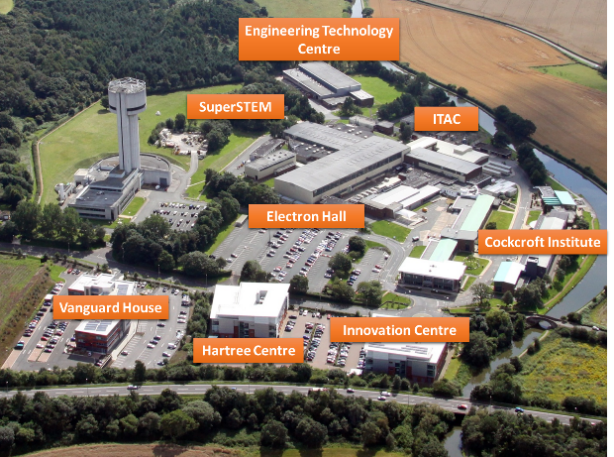 Engineering Technology
Centre
SuperSTEM
ITAC
Electron Hall
Cockcroft Institute
Vanguard House
Innovation Centre
Hartree Centre